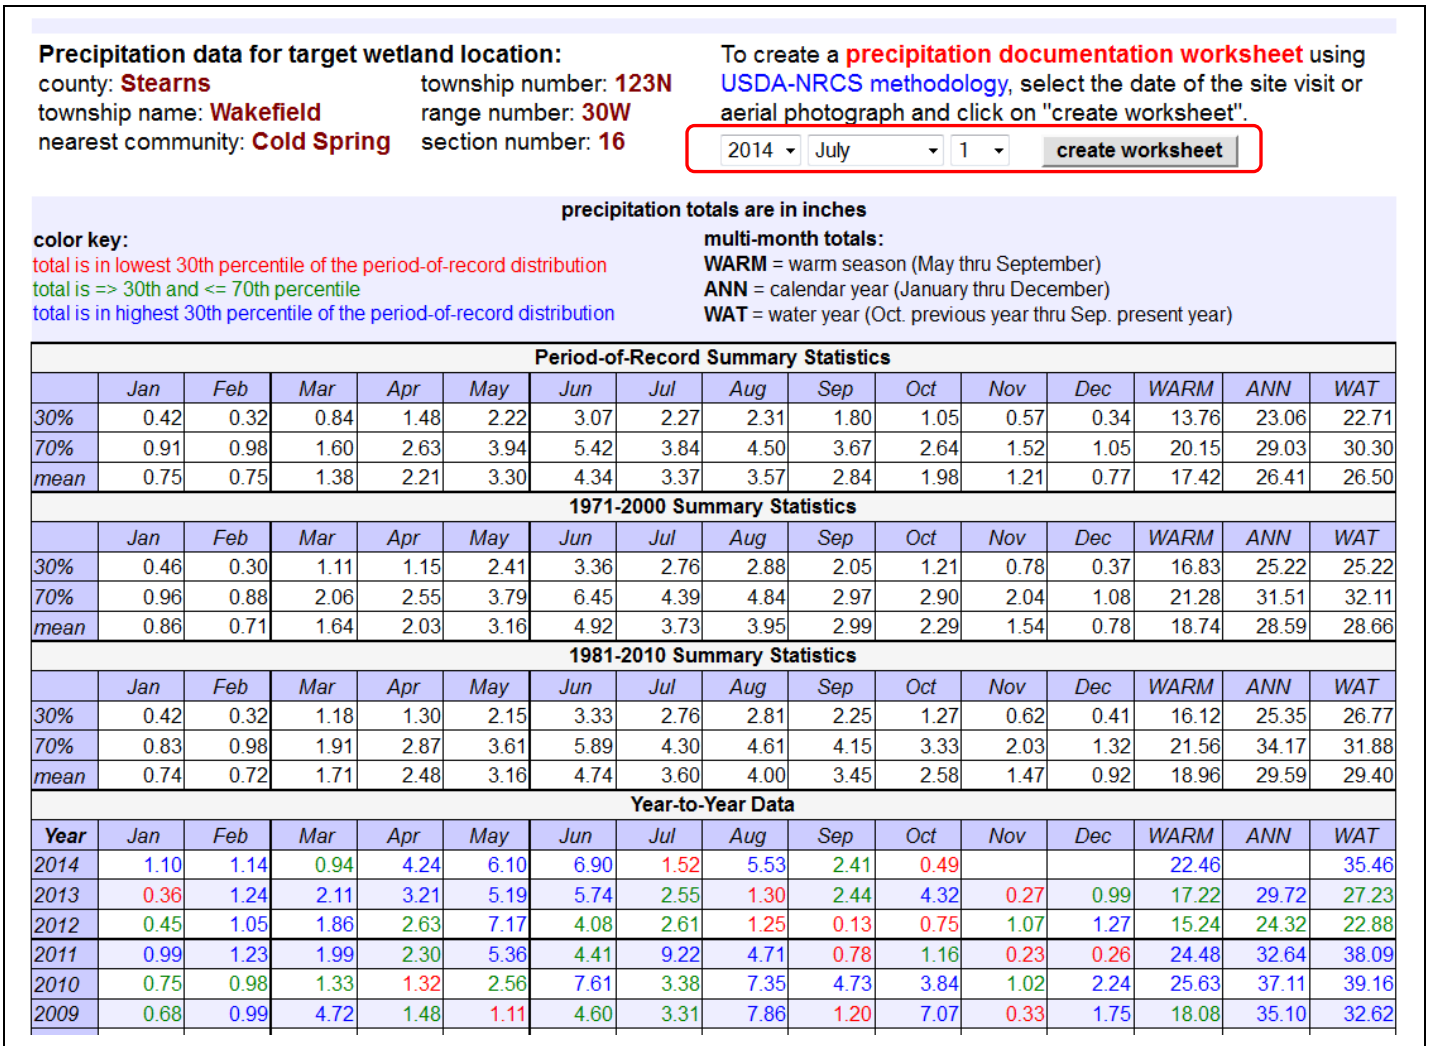 Precipitation data for target wetland location:
county: Stearns township number: 123N
township name: Wakefield range number: 30W
nearest community: Cold Spring section number: 16
To create a precipitation documentation worksheet using
USDA-NRCS methodology, select the date of the site visit or
aerial photograph and click on "create worksheet".
2014 July 1 create worksheet
precipitation totals are in inches
color key:
total is in lowest 30th percentile of the period-of-record distribution
total is => 30th and <= 70th percentile
total is in highest 30th percentile of the period-of-record distribution
multi-month totals:
WARM = warm season (May thru September)
ANN = calendar year (January thru December)
WAT = water year (Oct. previous year thru Sep. present year)
Period-of-Record Summary Statistics
Jan Feb Mar Apr May Jun Jul Aug Sep Oct Nov Dec WARM ANN WAT
30% 0.42 0.32 0.84 1.48 2.22 3.07 2.27 2.31 1.80 1.05 0.57 0.34 13.76 23.06 22.71
70% 0.91 0.98 1.60 2.63 3.94 5.42 3.84 4.50 3.67 2.64 1.52 1.05 20.15 29.03 30.30
mean 0.75 0.75 1.38 2.21 3.30 4.34 3.37 3.57 2.84 1.98 1.21 0.77 17.42 26.41 26.50
1971-2000 Summary Statistics
Jan Feb Mar Apr May Jun Jul Aug Sep Oct Nov Dec WARM ANN WAT
30% 0.46 0.30 1.11 1.15 2.41 3.36 2.76 2.88 2.05 1.21 0.78 0.37 16.83 25.22 25.22
70% 0.96 0.88 2.06 2.55 3.79 6.45 4.39 4.84 2.97 2.90 2.04 1.08 21.28 31.51 32.11
mean 0.86 0.71 1.64 2.03 3.16 4.92 3.73 3.95 2.99 2.29 1.54 0.78 18.74 28.59 28.66
1981-2010 Summary Statistics
Jan Feb Mar Apr May Jun Jul Aug Sep Oct Nov Dec WARM ANN WAT
30% 0.42 0.32 1.18 1.30 2.15 3.33 2.76 2.81 2.25 1.27 0.62 0.41 16.12 25.35 26.77
70% 0.83 0.98 1.91 2.87 3.61 5.89 4.30 4.61 4.15 3.33 2.03 1.32 21.56 34.17 31.88
mean 0.74 0.72 1.71 2.48 3.16 4.74 3.60 4.00 3.45 2.58 1.47 0.92 18.96 29.59 29.40
Year-to-Year Data
Year Jan Feb Mar Apr May Jun Jul Aug Sep Oct Nov Dec WARM ANN WAT
2014 1.10 1.14 0.94 4.24 6.10 6.90 1.52 5.53 2.41 0.49 22.46 35.46
2013 0.36 1.24 2.11 3.21 5.19 5.74 2.55 1.30 2.44 4.32 0.27 0.99 17.22 29.72 27.23
2012 0.45 1.05 1.86 2.63 7.17 4.08 2.61 1.25 0.13 0.75 1.07 1.27 15.24 24.32 22.88
2011 0.99 1.23 1.99 2.30 5.36 4.41 9.22 4.71 0.78 1.16 0.23 0.26 24.48 32.64 38.09
2010 0.75 0.98 1.33 1.32 2.56 7.61 3.38 7.35 4.73 3.84 1.02 2.24 25.63 37.11 39.16
2009 0.68 0.99 4.72 1.48 1.11 4.60 3.31 7.86 1.20 7.07 0.33 1.75 18.08 35.10 32.62